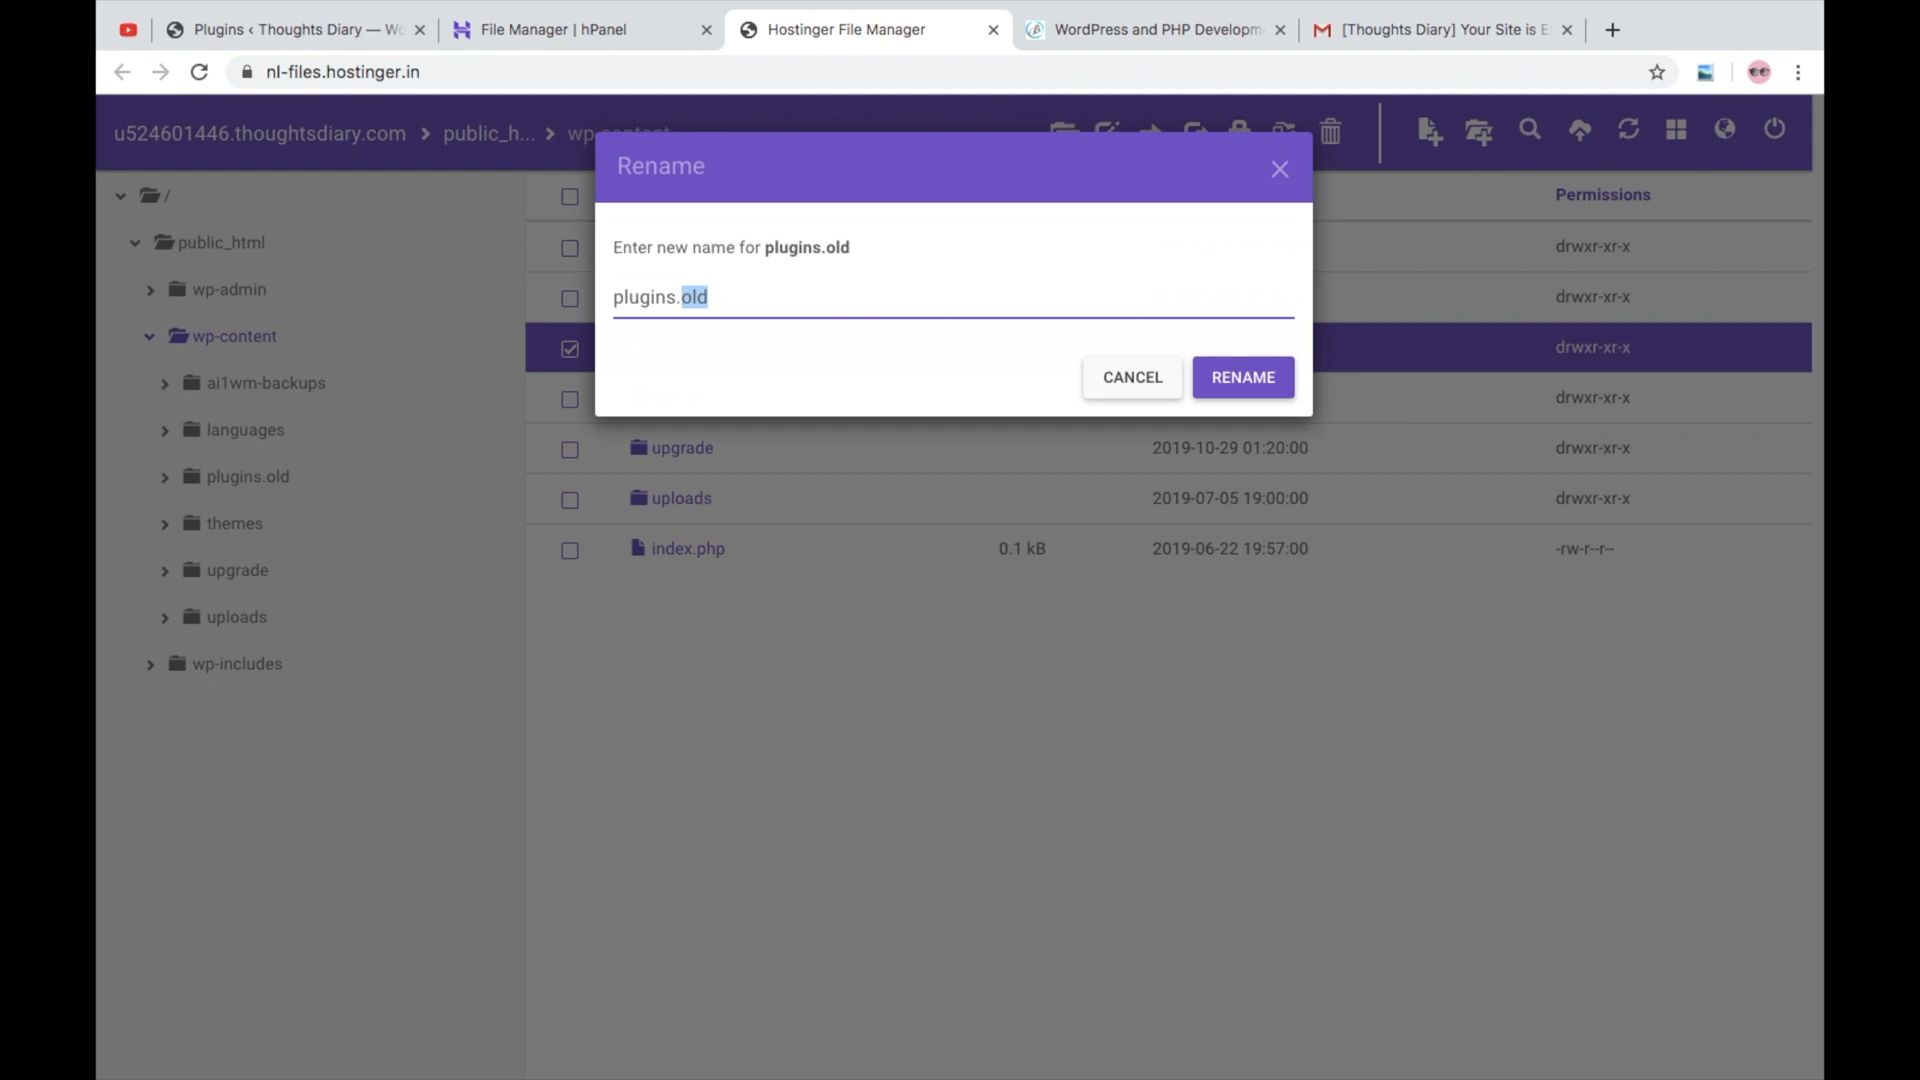 Plugins ‹ Thoughts Diary — Wo
File Manager | hPanel
Hostinger File Manager
WordPress and PHP Developm
[Thoughts Diary] Your Site is E
nl-files.hostinger.in
u524601446.thoughtsdiary.com
public_h...
wp-content
Rename
Enter new name for plugins.old
plugins.old
CANCEL
RENAME
/
public_html
wp-admin
wp-content
ai1wm-backups
languages
plugins.old
themes
upgrade
uploads
wp-includes
Permissions
drwxr-xr-x
drwxr-xr-x
drwxr-xr-x
drwxr-xr-x
upgrade 2019-10-29 01:20:00 drwxr-xr-x
uploads 2019-07-05 19:00:00 drwxr-xr-x
index.php 0.1 kB 2019-06-22 19:57:00 -rw-r--r--